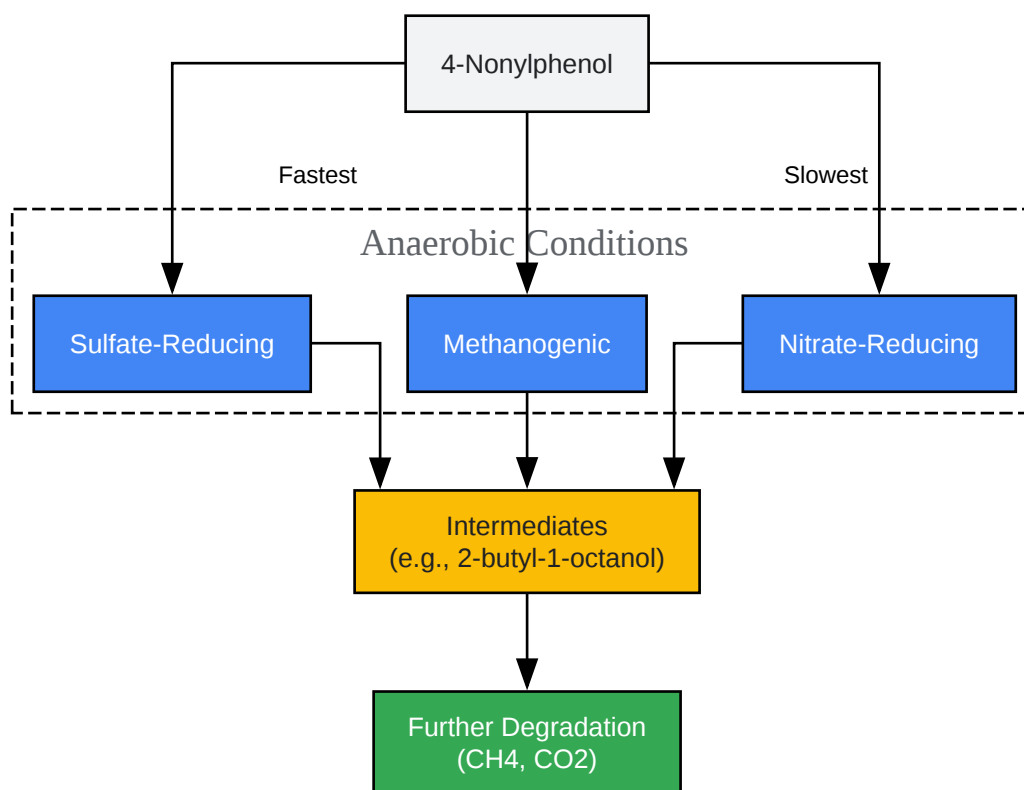 4-Nonylphenol
Fastest
Slowest
Anaerobic Conditions
Sulfate-Reducing
Methanogenic
Nitrate-Reducing
Intermediates
(e.g., 2-butyl-1-octanol)
Further Degradation
(CH4, CO2)